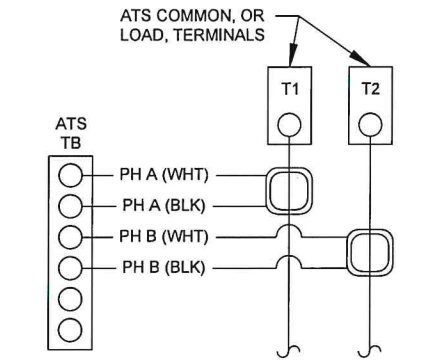 ATS COMMON, OR
LOAD, TERMINALS
T1
T2
ATS
TB
PH A (WHT)
PH A (BLK)
PH B (WHT)
PH B (BLK)